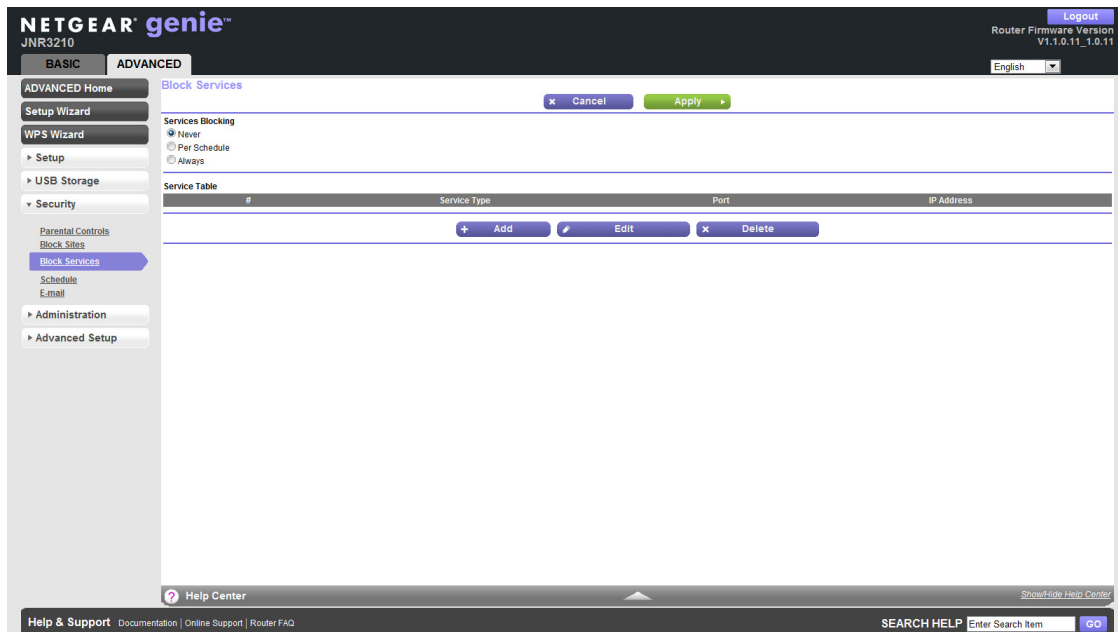 NETGEAR® genie™
Logout
JNR3210
Router Firmware Version
V1.1.0.11_1.0.11
BASIC
ADVANCED
English
ADVANCED Home
Setup Wizard
WPS Wizard
Setup
USB Storage
Security
Parental Controls
Block Sites
Block Services
Schedule
E-mail
Administration
Advanced Setup
Block Services
Cancel
Apply
Services Blocking
Never
Per Schedule
Always
Service Table
# Service Type Port IP Address
Add Edit Delete
Help Center
Show/Hide Help Center
Help & Support Documentation | Online Support | Router FAQ
SEARCH HELP Enter Search Item GO